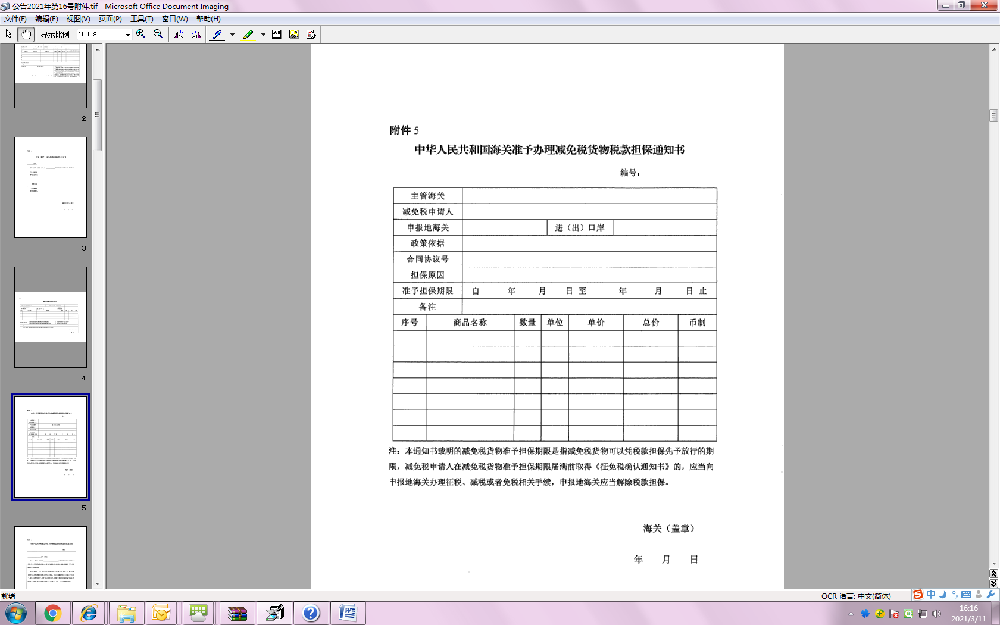 公告2021年第16号附件.tif - Microsoft Office Document Imaging
文件(F) 编辑(E) 视图(V) 页面(P) 工具(T) 窗口(W) 帮助(H)
显示比例: 100 %
2
3
4
5
附件 5
中华人民共和国海关准予办理减免税货物税款担保通知书
编号：
主管海关
减免税申请人
申报地海关 进（出）口岸
政策依据
合同协议号
担保原因
准予担保期限 自 年 月 日 至 年 月 日 止
备注
序号 商品名称 数量 单位 单价 总价 币制
注：本通知书载明的减免税货物准予担保期限是指减免税货物可以凭税款担保先予放行的期
限，减免税申请人在减免税货物准予担保期限届满前取得《征免税确认通知书》的，应当向
申报地海关办理征税、减税或者免税相关手续，申报地海关应当解除税款担保。
海关（盖章）
年 月 日
就绪
OCR 语言: 中文(简体)
中
16:16
2021/3/11